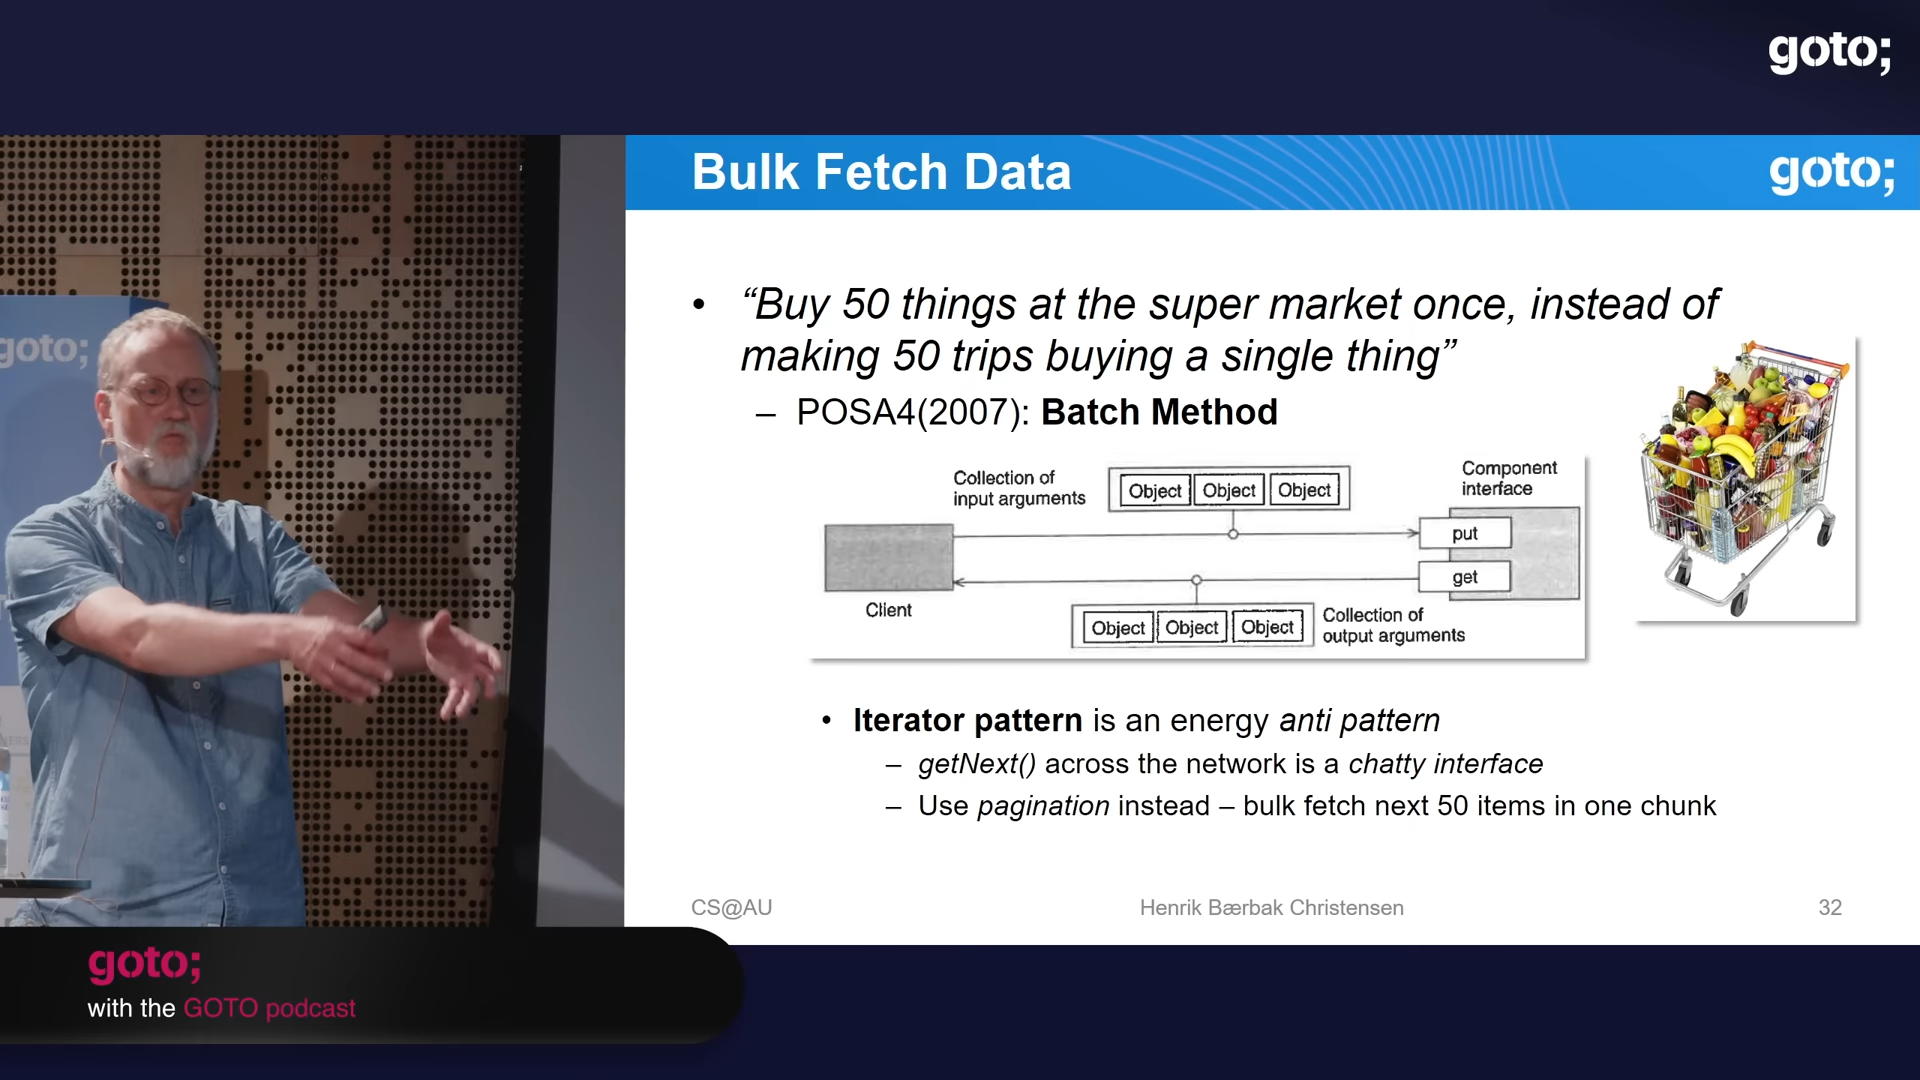 goto;
Bulk Fetch Data
goto;
• “Buy 50 things at the super market once, instead of
making 50 trips buying a single thing”
– POSA4(2007): Batch Method
Collection of
input arguments
Object Object Object
Component
interface
put
get
Client
Object Object Object
Collection of
output arguments
• Iterator pattern is an energy anti pattern
– getNext() across the network is a chatty interface
– Use pagination instead – bulk fetch next 50 items in one chunk
CS@AU
Henrik Bærbak Christensen
32
goto;
goto;
with the GOTO podcast